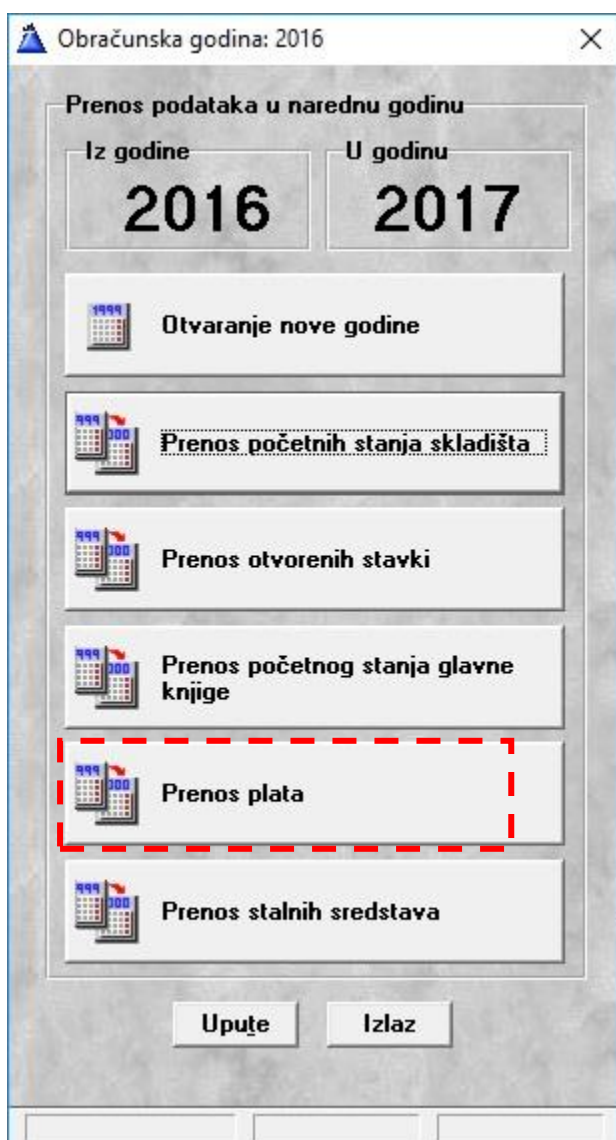 Obračunska godina: 2016
Prenos podataka u narednu godinu
Iz godine
U godinu
2016
2017
Otvaranje nove godine
Prenos početnih stanja skladišta
Prenos otvorenih stavki
Prenos početnog stanja glavne
knjige
Prenos plata
Prenos stalnih sredstava
Upute
Izlaz